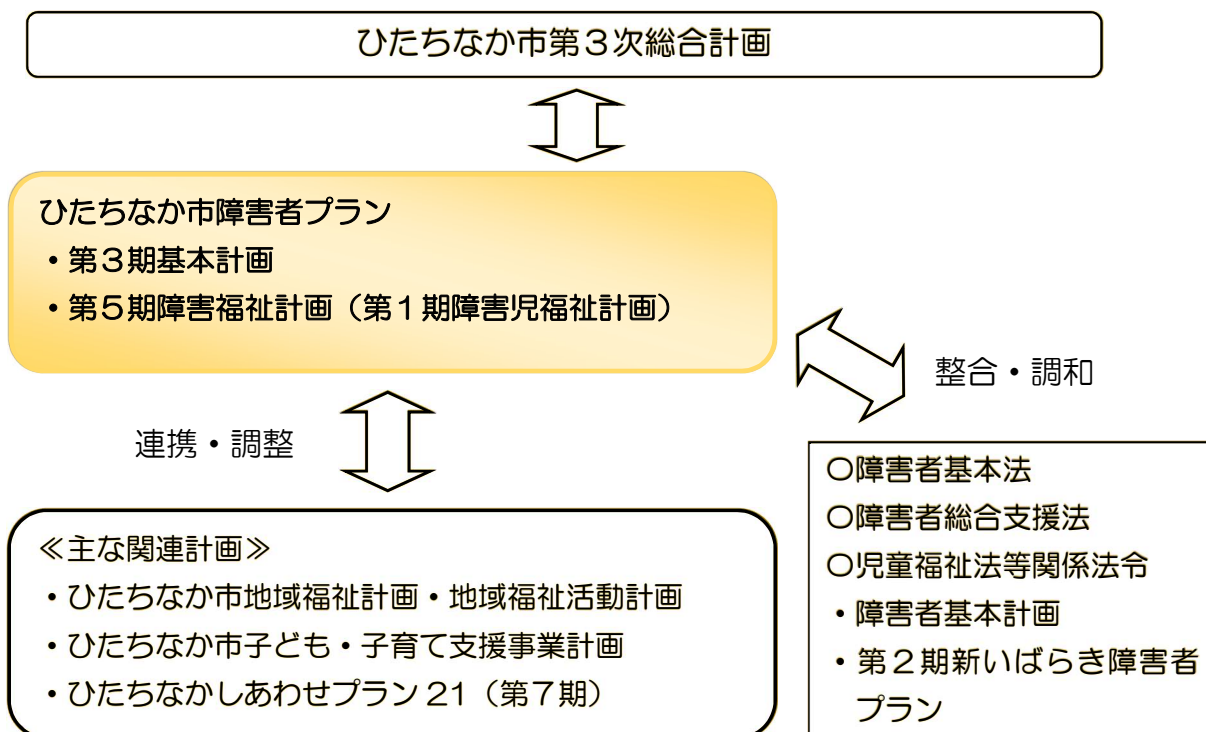 ひたちなか市第３次総合計画
ひたちなか市障害者プラン
・第３期基本計画
・第５期障害福祉計画（第１期障害児福祉計画）
整合・調和
連携・調整
≪主な関連計画≫
・ひたちなか市地域福祉計画・地域福祉活動計画
・ひたちなか市子ども・子育て支援事業計画
・ひたちなかしあわせプラン 21（第７期）
〇障害者基本法
〇障害者総合支援法
〇児童福祉法等関係法令
・障害者基本計画
・第２期新いばらき障害者
プラン